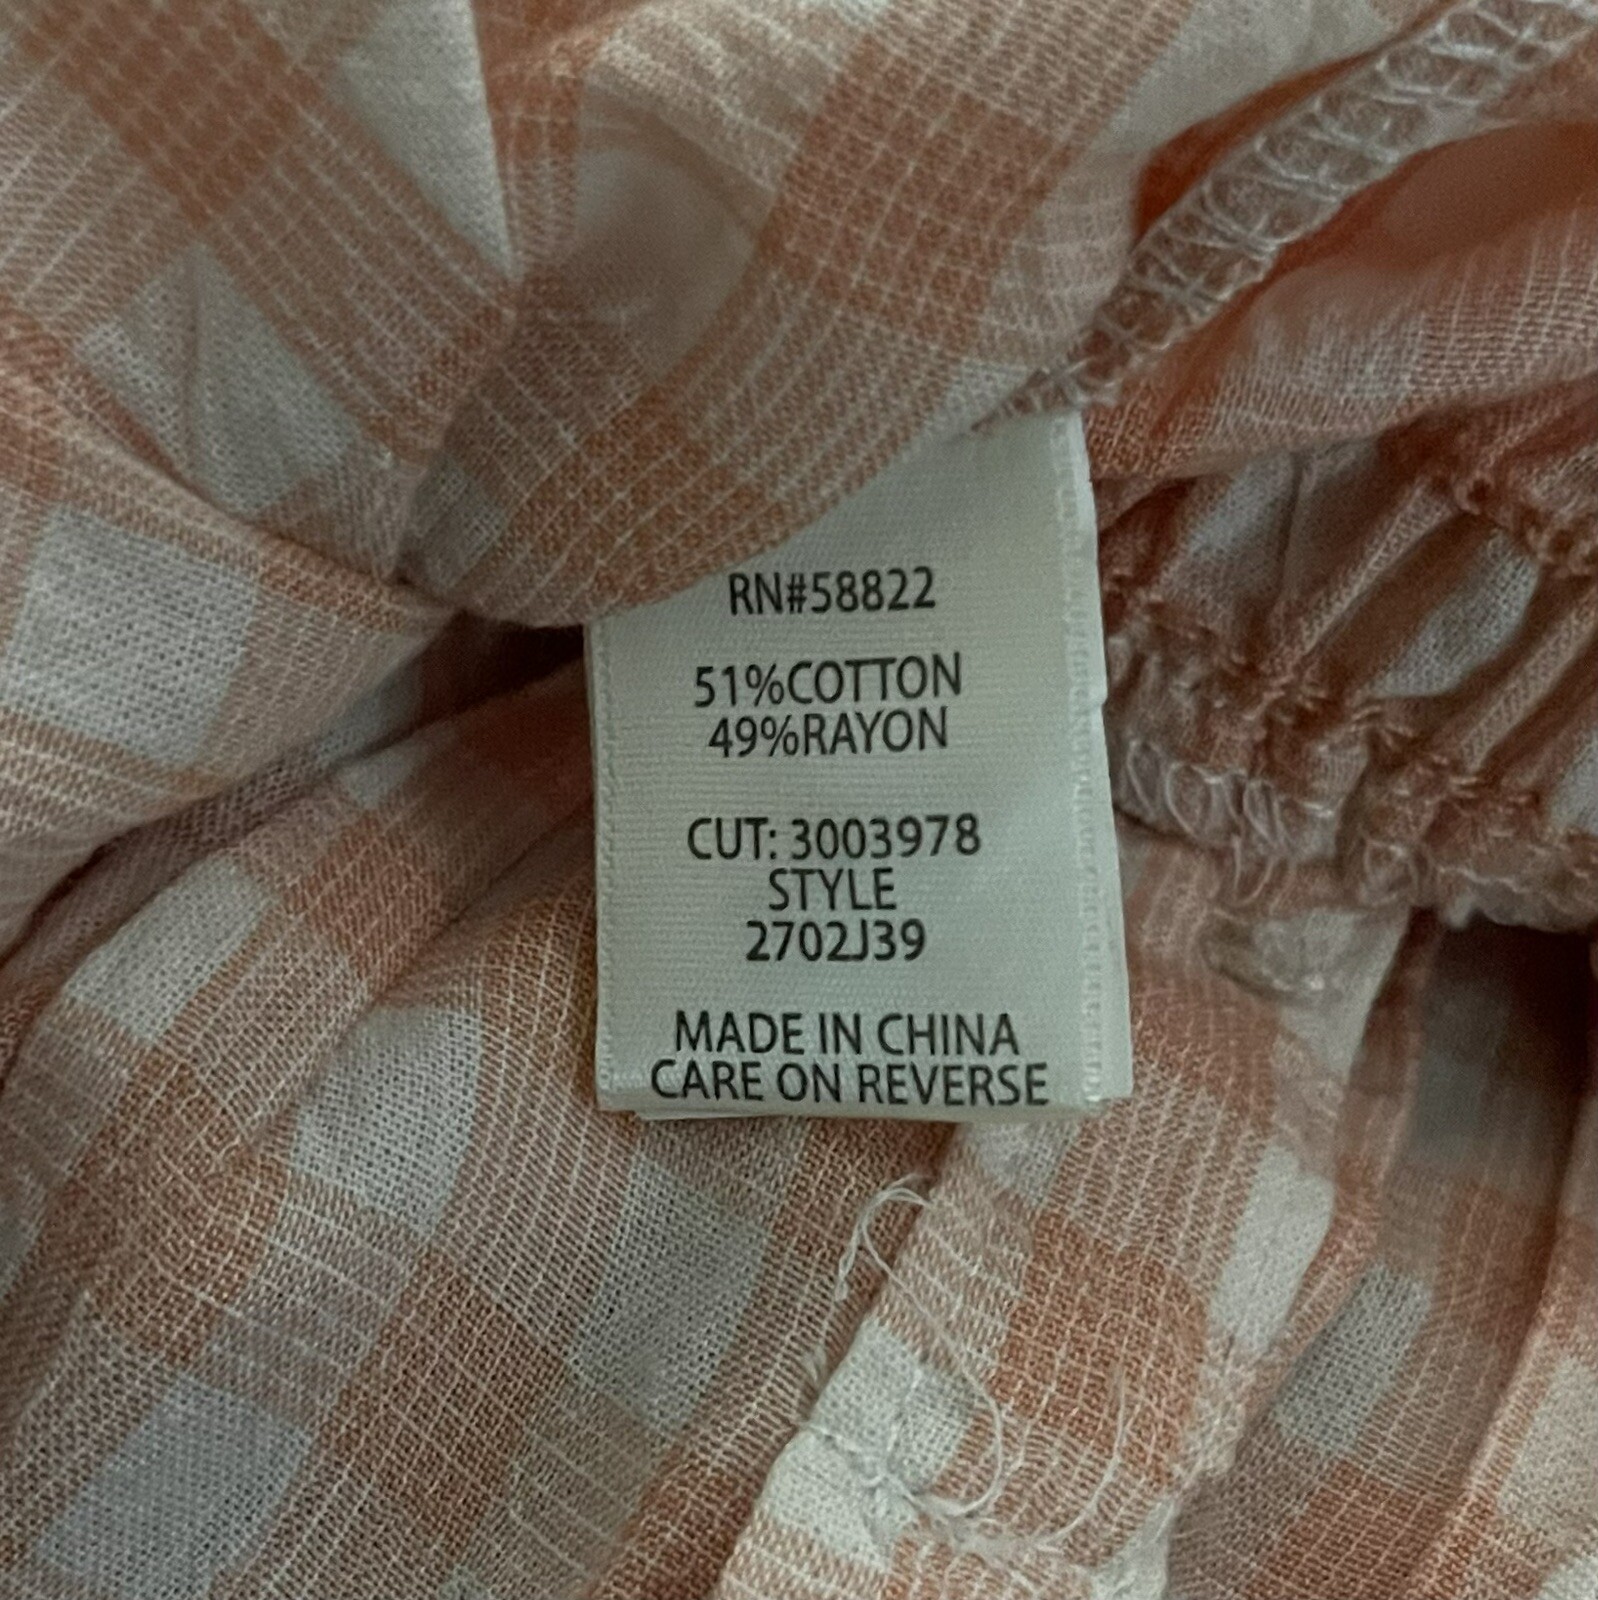 RN#58822
51%COTTON
49%RAYON
CUT: 3003978
STYLE
2702J39
MADE IN CHINA
CARE ON REVERSE